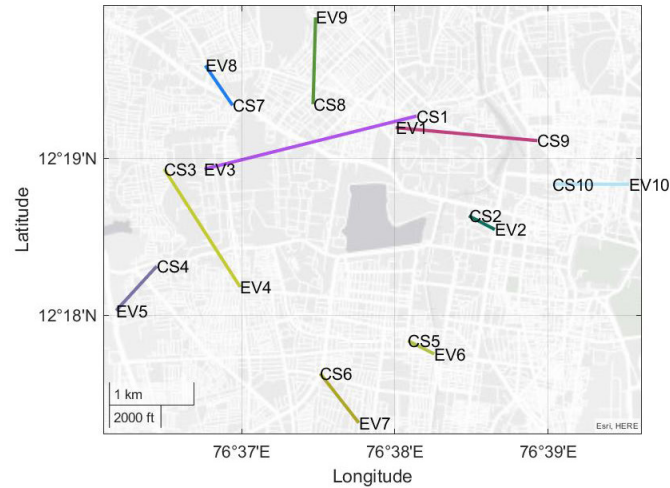 EV9
EV8
CS7
CS8
CS1
EV1
CS9
12°19'N
CS3
EV3
CS10
EV10
CS2
EV2
Latitude
CS4
EV4
EV5
12°18'N
CS5
EV6
CS6
1 km
2000 ft
EV7
Esri, HERE
76°37'E
76°38'E
76°39'E
Longitude